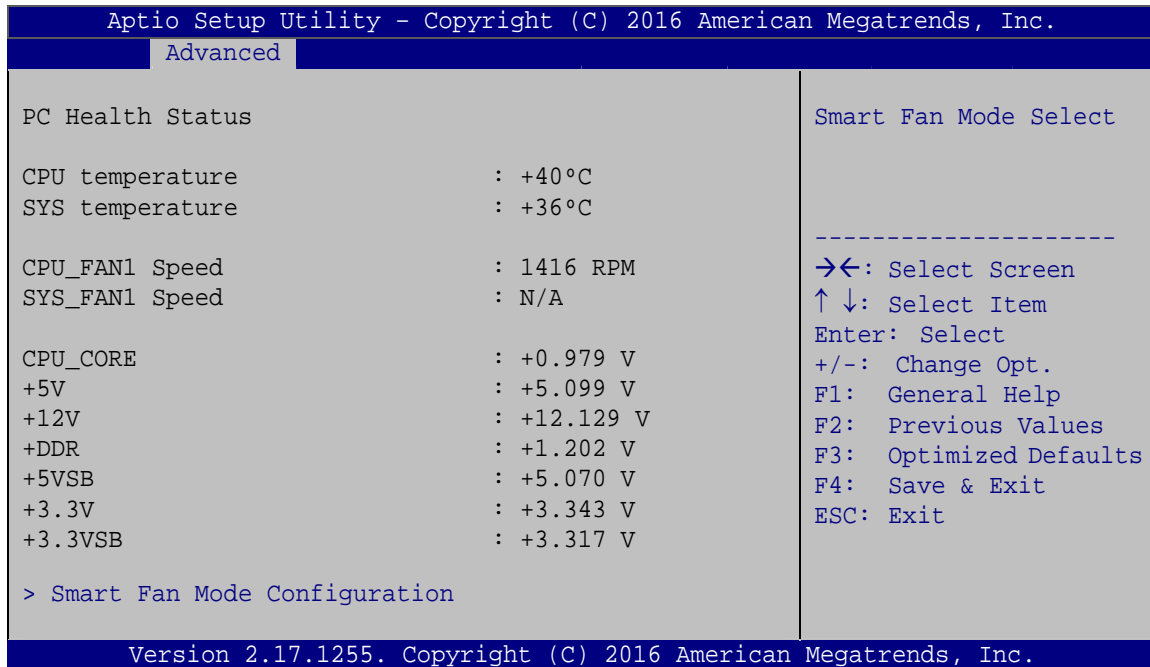 Aptio Setup Utility – Copyright (C) 2016 American Megatrends, Inc.
Advanced
PC Health Status
CPU temperature : +40ºC
SYS temperature : +36ºC
CPU_FAN1 Speed : 1416 RPM
SYS_FAN1 Speed : N/A
CPU_CORE : +0.979 V
+5V : +5.099 V
+12V : +12.129 V
+DDR : +1.202 V
+5VSB : +5.070 V
+3.3V : +3.343 V
+3.3VSB : +3.317 V
> Smart Fan Mode Configuration
Smart Fan Mode Select
---------------------
→←: Select Screen
↑ ↓: Select Item
Enter: Select
+/-: Change Opt.
F1: General Help
F2: Previous Values
F3: Optimized Defaults
F4: Save & Exit
ESC: Exit
Version 2.17.1255. Copyright (C) 2016 American Megatrends, Inc.